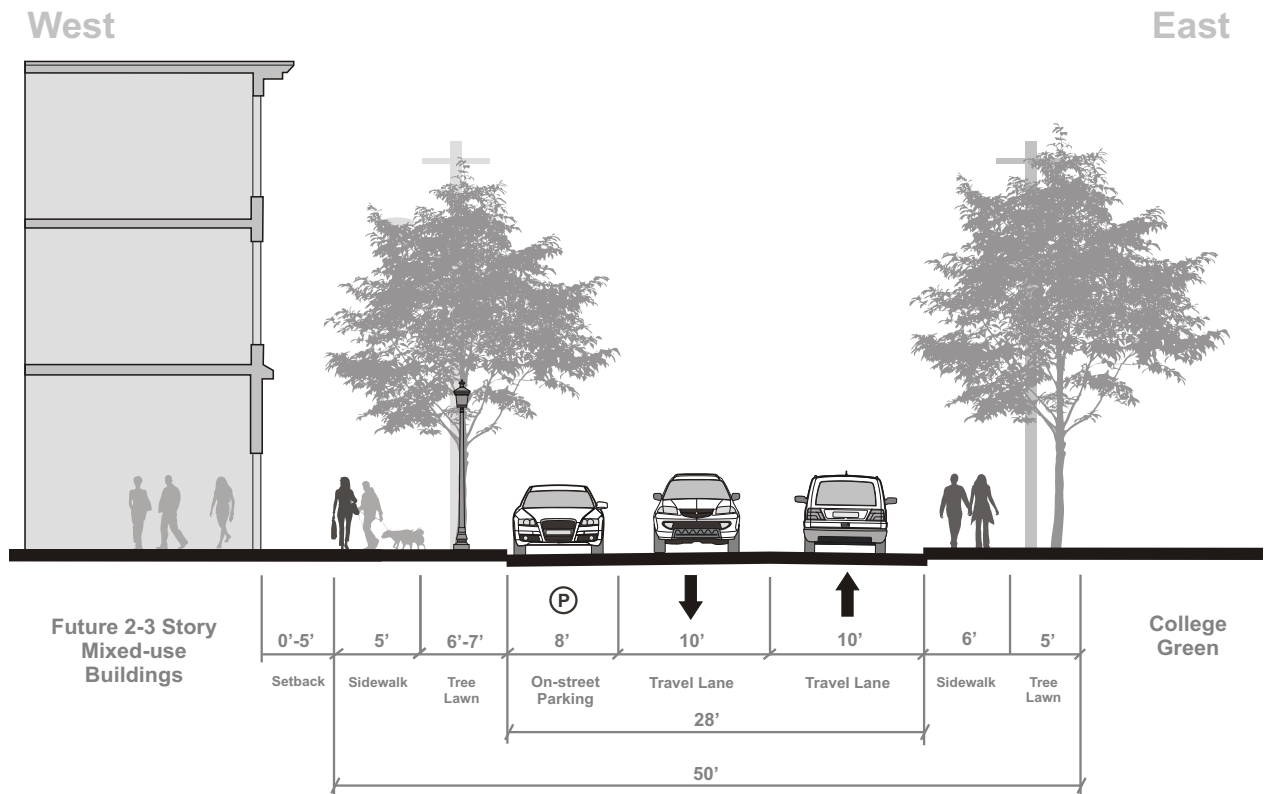 West
East
P
0’-5’
5’
6’-7’
8’
10’
10’
6’
5’
Future 2-3 Story
Mixed-use
Buildings
College
Green
Setback
Sidewalk
Tree
Lawn
On-street
Parking
Travel Lane
Travel Lane
Sidewalk
Tree
Lawn
28’
50’